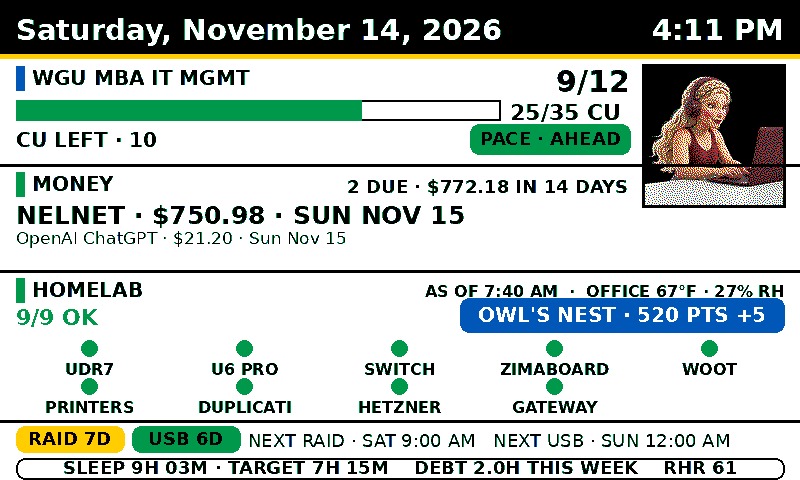 Saturday, November 14, 2026 4:11 PM
WGU MBA IT MGMT 9/12
25/35 CU
CU LEFT · 10 PACE · AHEAD
MONEY 2 DUE · $772.18 IN 14 DAYS
NELNET · $750.98 · SUN NOV 15
OpenAI ChatGPT · $21.20 · Sun Nov 15
HOMELAB AS OF 7:40 AM · OFFICE 67°F · 27% RH
9/9 OK OWL'S NEST · 520 PTS +5
UDR7 U6 PRO SWITCH ZIMABOARD WOOT
PRINTERS DUPLICATI HETZNER GATEWAY
RAID 7D USB 6D NEXT RAID · SAT 9:00 AM NEXT USB · SUN 12:00 AM
SLEEP 9H 03M · TARGET 7H 15M DEBT 2.0H THIS WEEK RHR 61